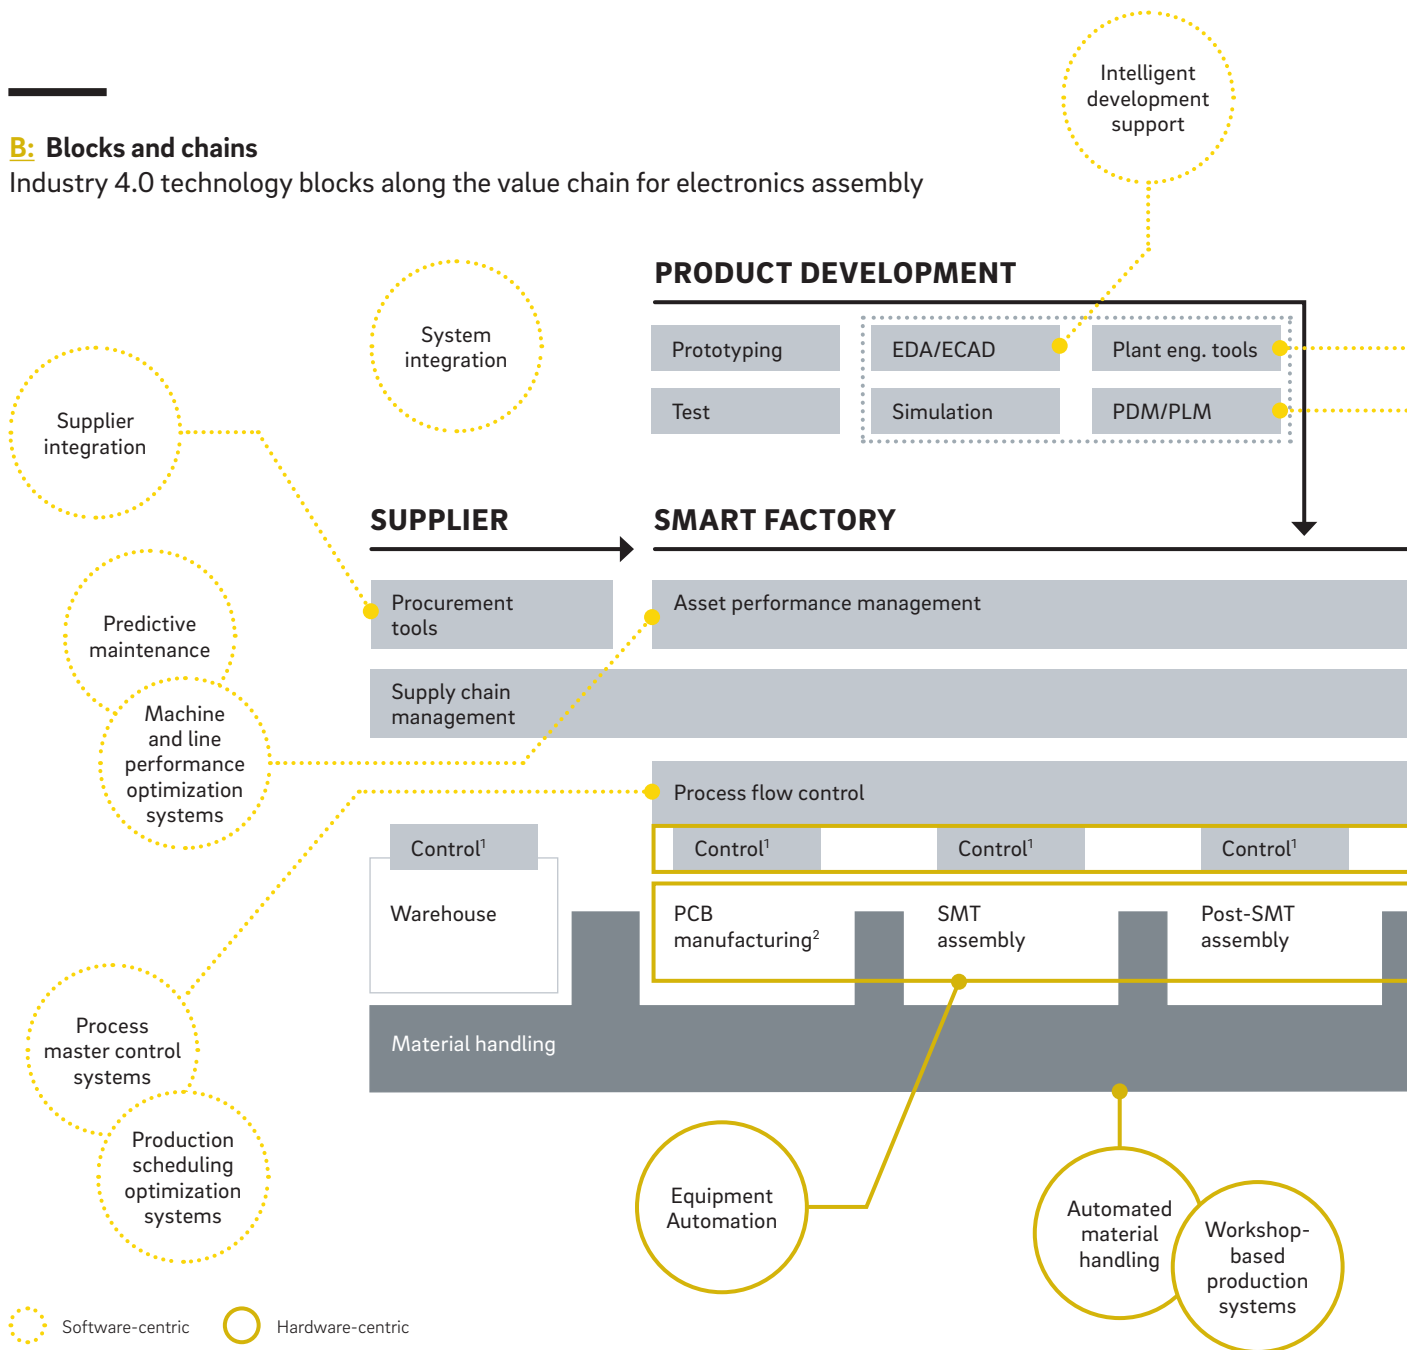 B: Blocks and chains
Industry 4.0 technology blocks along the value chain for electronics assembly
Intelligent
development
support
System
integration
Supplier
integration
PRODUCT DEVELOPMENT
Prototyping
EDA/ECAD
Plant eng. tools
Test
Simulation
PDM/PLM
SUPPLIER
SMART FACTORY
Procurement
tools
Asset performance management
Predictive
maintenance
Supply chain
management
Machine
and line
performance
optimization
systems
Process flow control
Control¹
Control¹
Control¹
Control¹
Warehouse
PCB
manufacturing²
SMT
assembly
Post-SMT
assembly
Material handling
Process
master control
systems
Production
scheduling
optimization
systems
Equipment
Automation
Automated
material
handling
Workshop-
based
production
systems
Software-centric
Hardware-centric